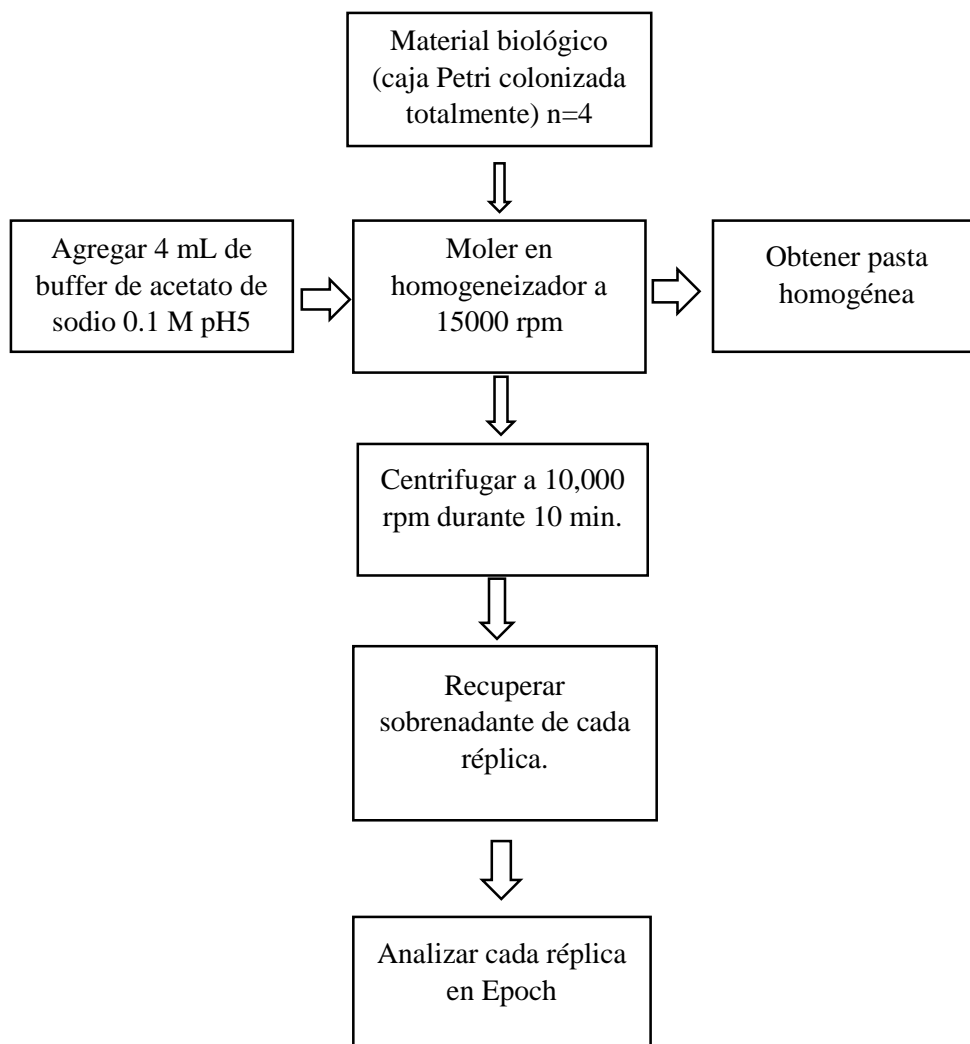 Material biológico
(caja Petri colonizada
totalmente) n=4
Agregar 4 mL de
buffer de acetato de
sodio 0.1 M pH5
Moler en
homogeneizador a
15000 rpm
Obtener pasta
homogénea
Centrifugar a 10,000
rpm durante 10 min.
Recuperar
sobrenadante de cada
réplica.
Analizar cada réplica
en Epoch